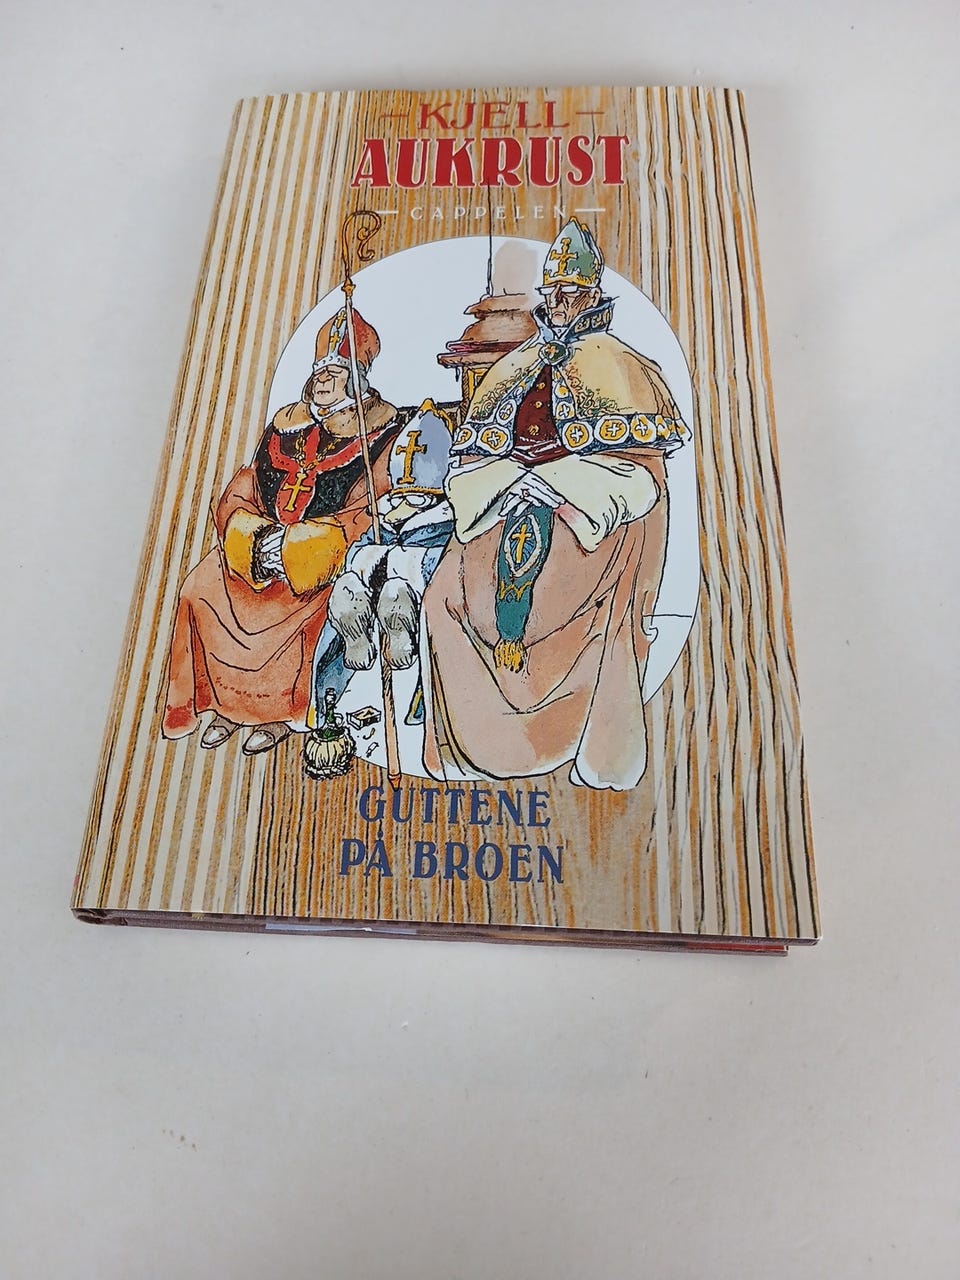 KJELL
AUKRUST
CAPPELEN
GUTTENE
PÅ BROEN